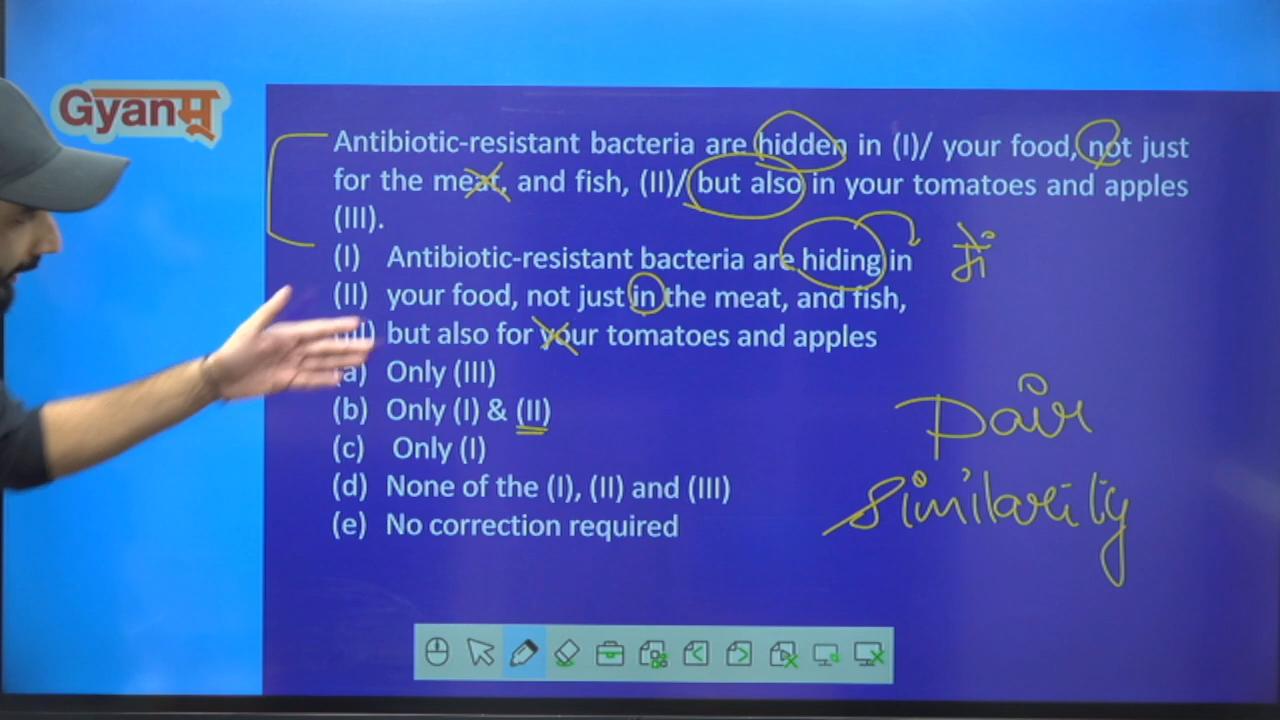 Gyanम्
Antibiotic-resistant bacteria are hidden in (I)/ your food, not just
for the meat, and fish, (II)/ but also in your tomatoes and apples
(III).
(I) Antibiotic-resistant bacteria are hiding in
(II) your food, not just in the meat, and fish,
but also for your tomatoes and apples
(a) Only (III)
(b) Only (I) & (II)
(c) Only (I)
(d) None of the (I), (II) and (III)
(e) No correction required
Pair
Similarity